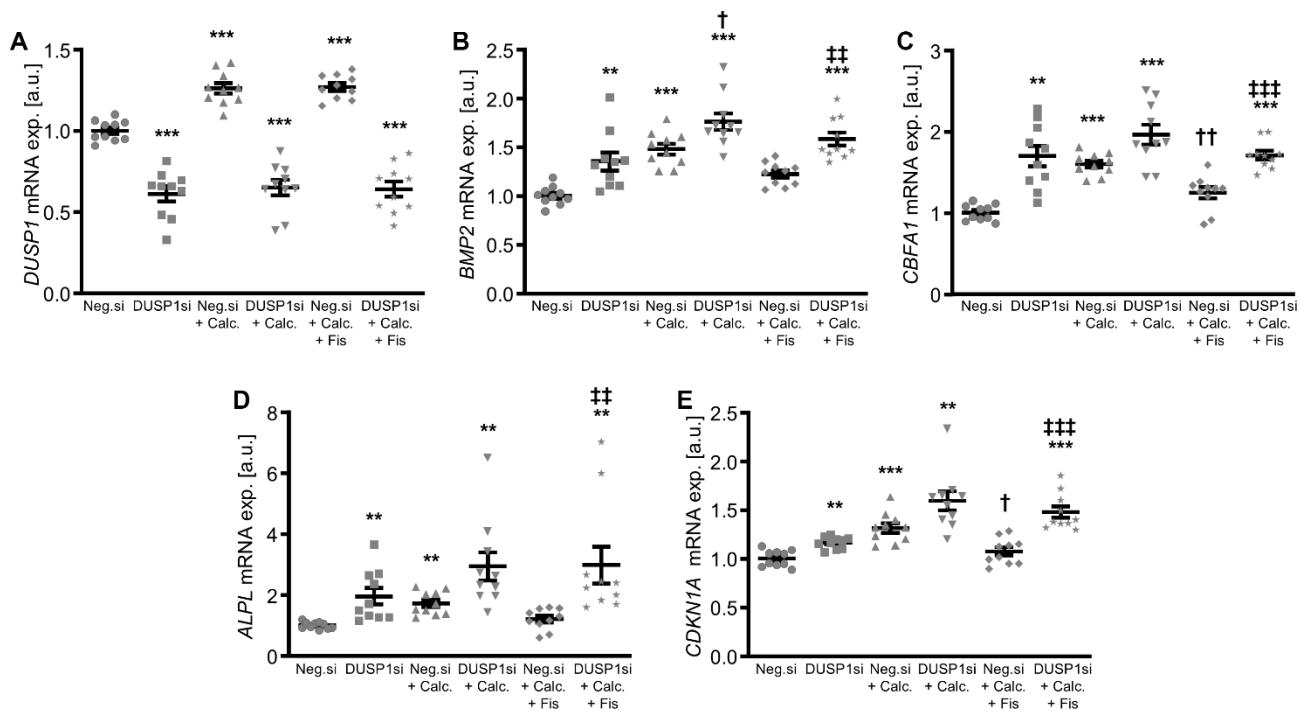 A
DUSP1 mRNA exp. [a.u.]
1.5
1.0
0.5
0.0
***
***
***
***
***
Neg.si DUSP1si Neg.si DUSP1si Neg.si DUSP1si
+ Calc. + Calc. + Calc. + Calc.
+ Fis + Fis
B
BMP2 mRNA exp. [a.u.]
2.5
2.0
1.5
1.0
0.5
0.0
**
***
†
***
‡‡
***
Neg.si DUSP1si Neg.si DUSP1si Neg.si DUSP1si
+ Calc. + Calc. + Calc. + Calc.
+ Fis + Fis
C
CBFA1 mRNA exp. [a.u.]
3
2
1
0
**
***
***
††
‡‡‡
***
Neg.si DUSP1si Neg.si DUSP1si Neg.si DUSP1si
+ Calc. + Calc. + Calc. + Calc.
+ Fis + Fis
D
ALPL mRNA exp. [a.u.]
8
6
4
2
0
**
**
**
‡‡
**
Neg.si DUSP1si Neg.si DUSP1si Neg.si DUSP1si
+ Calc. + Calc. + Calc. + Calc.
+ Fis + Fis
E
CDKN1A mRNA exp. [a.u.]
2.5
2.0
1.5
1.0
0.5
0.0
**
***
**
†
‡‡‡
***
Neg.si DUSP1si Neg.si DUSP1si Neg.si DUSP1si
+ Calc. + Calc. + Calc. + Calc.
+ Fis + Fis